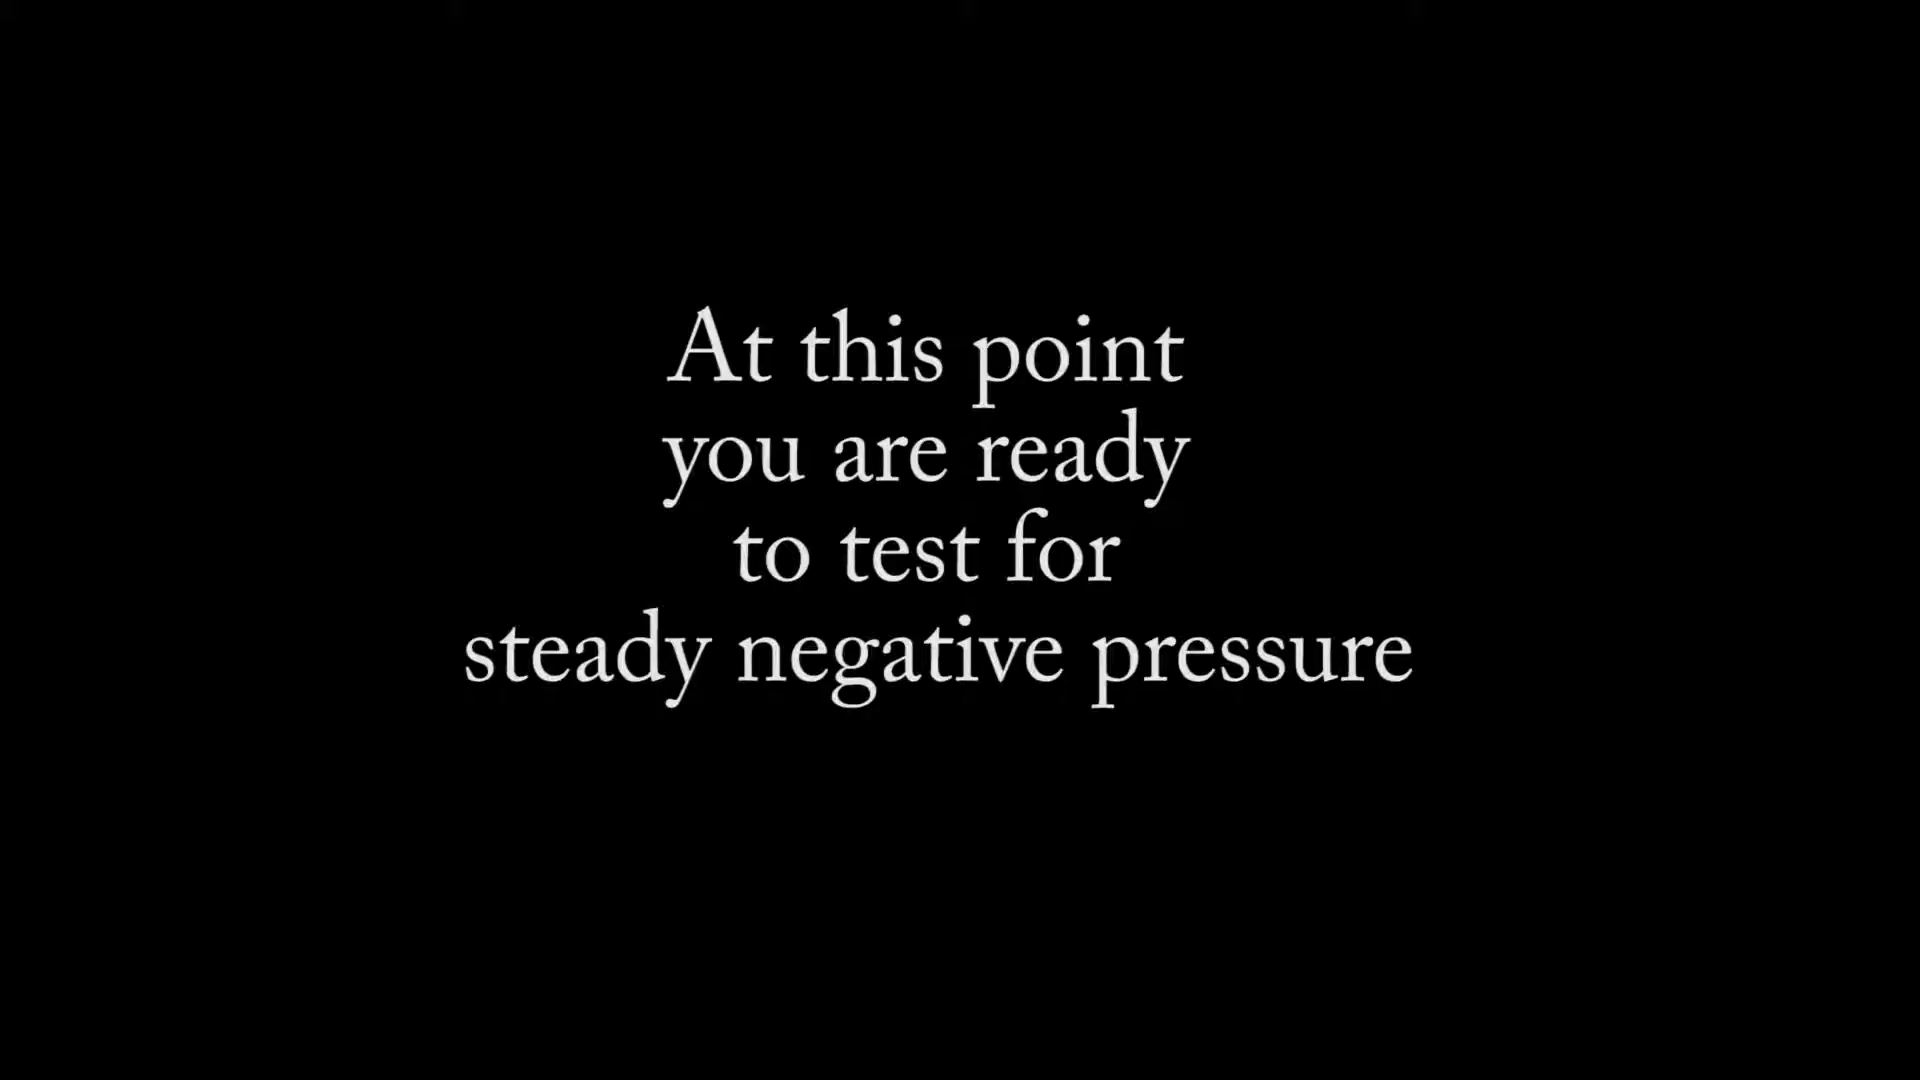 At this point
you are ready
to test for
steady negative pressure